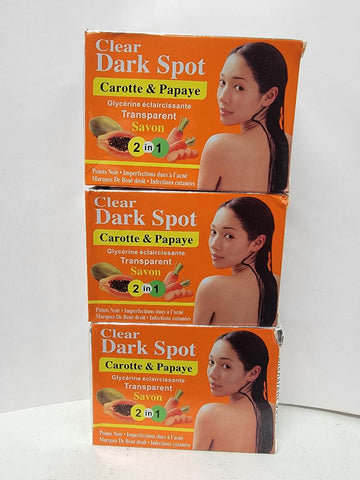 Clear
Dark Spot
Carotte & Papaye
Glycérine éclaircissante
Transparent
Savon
2 in 1
Points Noir • Imperfections dues à l'acné
Marques De Bout droit • Infections cutanées
Clear
Dark Spot
Carotte & Papaye
Glycérine éclaircissante
Transparent
Savon
2 in 1
Points Noir • Imperfections dues à l'acné
Marques De Bout droit • Infections cutanées
Clear
Dark Spot
Carotte & Papaye
Glycérine éclaircissante
Transparent
Savon
2 in 1
Points Noir • Imperfections dues à l'acné
Marques De Bout droit • Infections cutanées